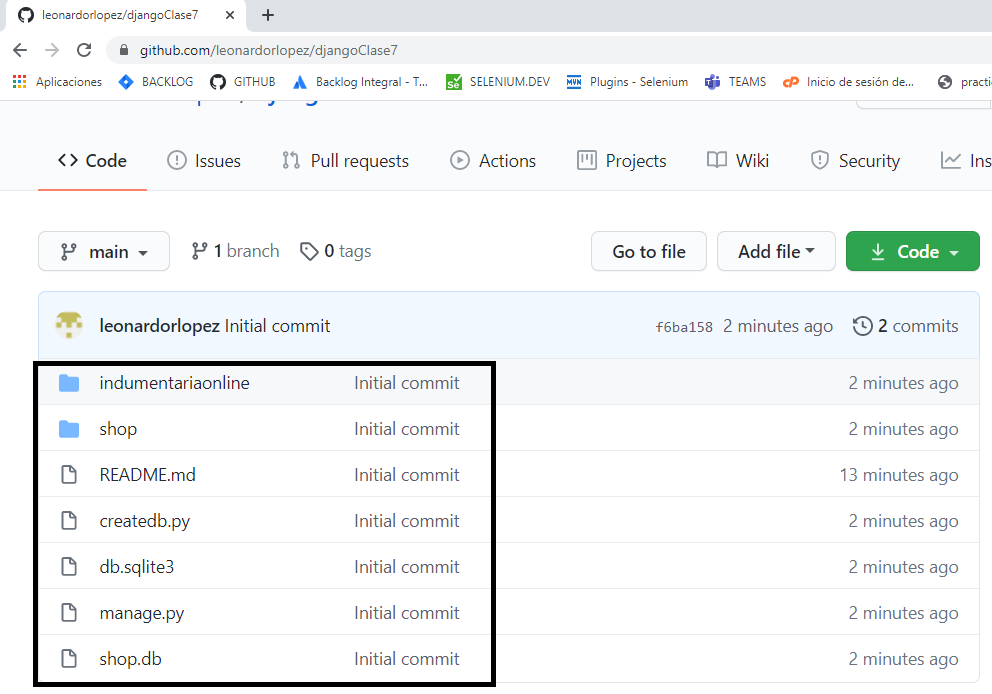 leonardorlopez/djangoClase7
github.com/leonardorlopez/djangoClase7
Aplicaciones BACKLOG GITHUB Backlog Integral - T... SELENIUM.DEV Plugins - Selenium TEAMS Inicio de sesión de... practi
Code Issues Pull requests Actions Projects Wiki Security Ins
main 1 branch 0 tags Go to file Add file Code
leonardorlopez Initial commit f6ba158 2 minutes ago 2 commits
indumentariaonline Initial commit 2 minutes ago
shop Initial commit 2 minutes ago
README.md Initial commit 13 minutes ago
createdb.py Initial commit 2 minutes ago
db.sqlite3 Initial commit 2 minutes ago
manage.py Initial commit 2 minutes ago
shop.db Initial commit 2 minutes ago